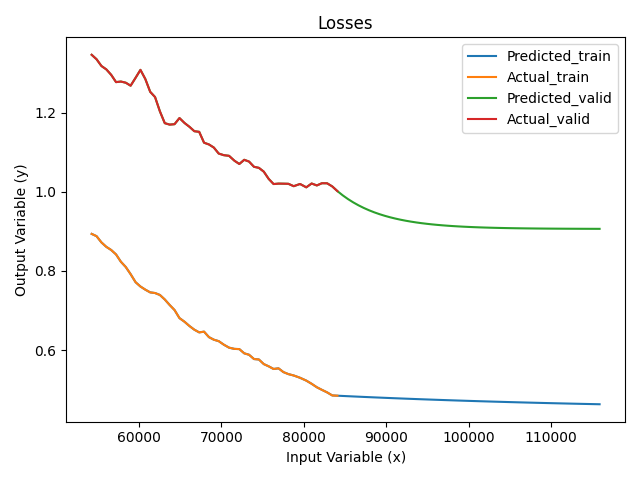 Losses
Predicted_train
Actual_train
Predicted_valid
Actual_valid
Output Variable (y)
1.2
1.0
0.8
0.6
60000 70000 80000 90000 100000 110000
Input Variable (x)